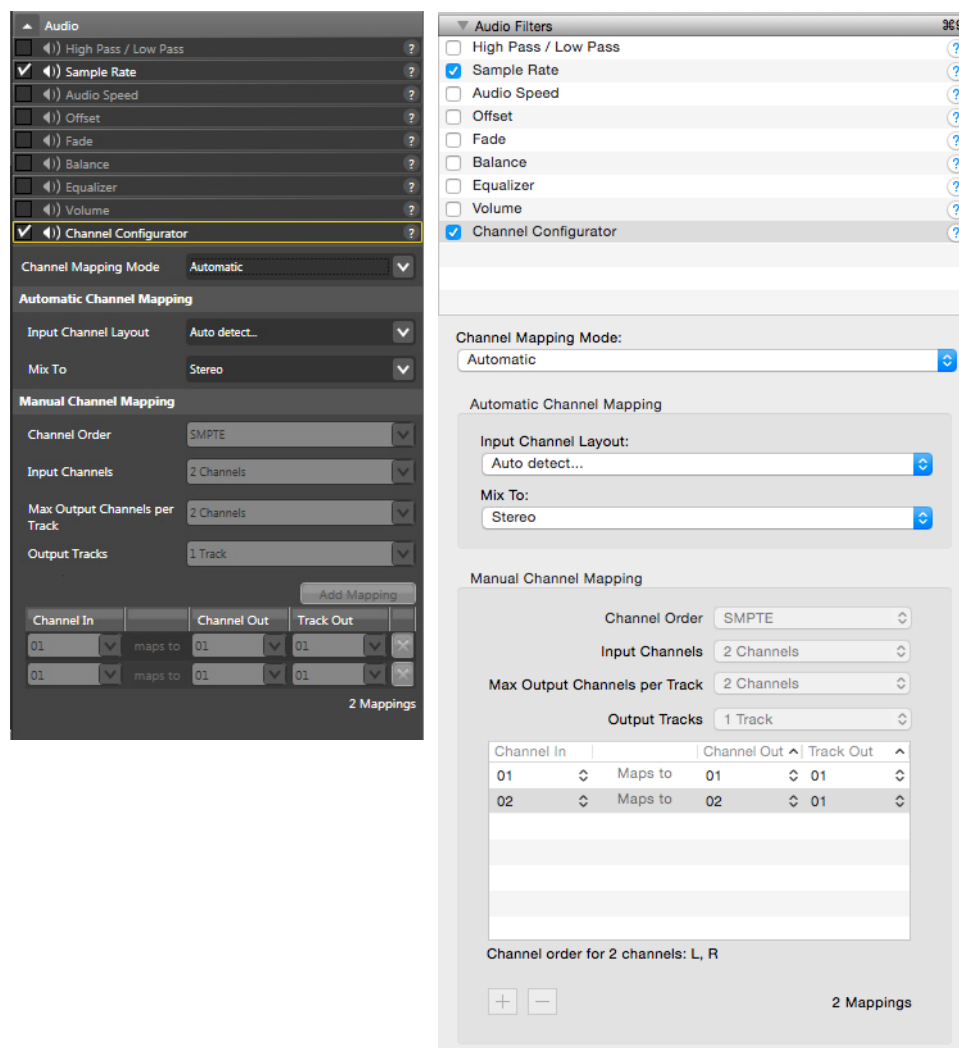 Audio
High Pass / Low Pass ?
Sample Rate ?
Audio Speed ?
Offset ?
Fade ?
Balance ?
Equalizer ?
Volume ?
Channel Configurator ?
Channel Mapping Mode Automatic
Automatic Channel Mapping
Input Channel Layout Auto detect...
Mix To Stereo
Manual Channel Mapping
Channel Order SMPTE
Input Channels 2 Channels
Max Output Channels per
Track 2 Channels
Output Tracks 1 Track
Add Mapping
Channel In Channel Out Track Out
01 maps to 01 01
01 maps to 01 01
2 Mappings
Audio Filters
High Pass / Low Pass ?
Sample Rate ?
Audio Speed ?
Offset ?
Fade ?
Balance ?
Equalizer ?
Volume ?
Channel Configurator ?
Channel Mapping Mode:
Automatic
Automatic Channel Mapping
Input Channel Layout:
Auto detect...
Mix To:
Stereo
Manual Channel Mapping
Channel Order SMPTE
Input Channels 2 Channels
Max Output Channels per Track 2 Channels
Output Tracks 1 Track
Channel In Channel Out Track Out
01 Maps to 01 01
02 Maps to 02 01
Channel order for 2 channels: L, R
+ − 2 Mappings